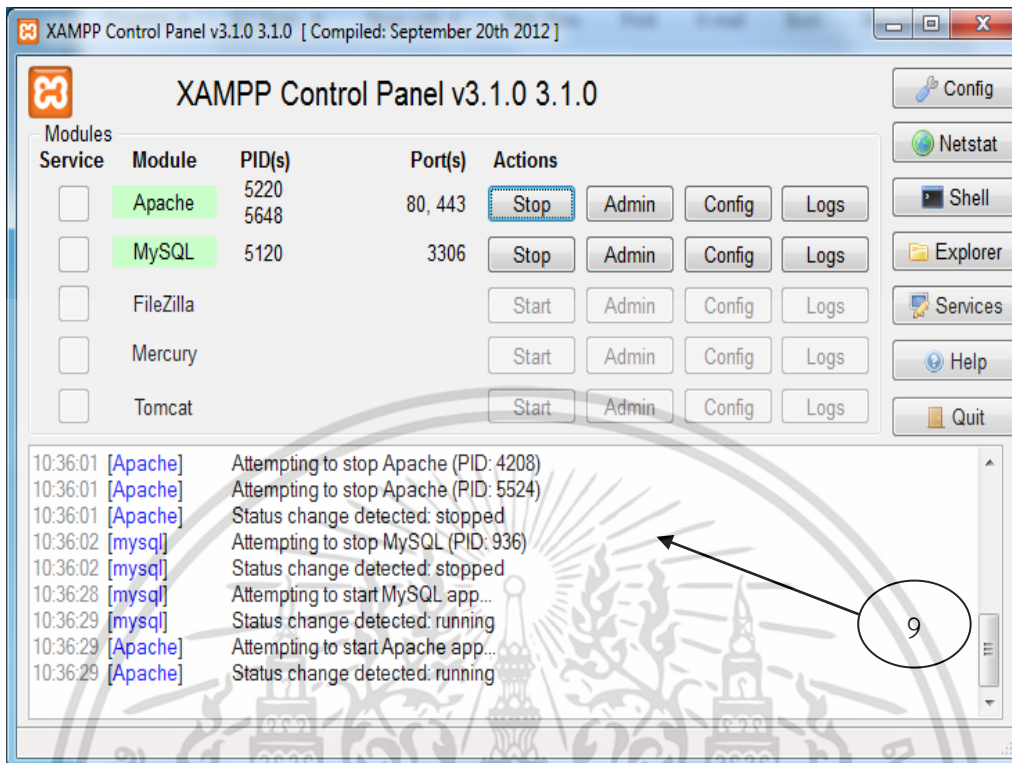 XAMPP Control Panel v3.1.0 3.1.0 [ Compiled: September 20th 2012 ]
XAMPP Control Panel v3.1.0 3.1.0
Config
Modules
Netstat
Service Module PID(s) Port(s) Actions
Apache 5220 5648 80, 443 Stop Admin Config Logs
Shell
MySQL 5120 3306 Stop Admin Config Logs
Explorer
FileZilla Start Admin Config Logs
Services
Mercury Start Admin Config Logs
Help
Tomcat Start Admin Config Logs
Quit
10:36:01 [Apache] Attempting to stop Apache (PID: 4208)
10:36:01 [Apache] Attempting to stop Apache (PID: 5524)
10:36:01 [Apache] Status change detected: stopped
10:36:02 [mysql] Attempting to stop MySQL (PID: 936)
10:36:02 [mysql] Status change detected: stopped
10:36:28 [mysql] Attempting to start MySQL app...
10:36:29 [mysql] Status change detected: running
10:36:29 [Apache] Attempting to start Apache app...
10:36:29 [Apache] Status change detected: running
9